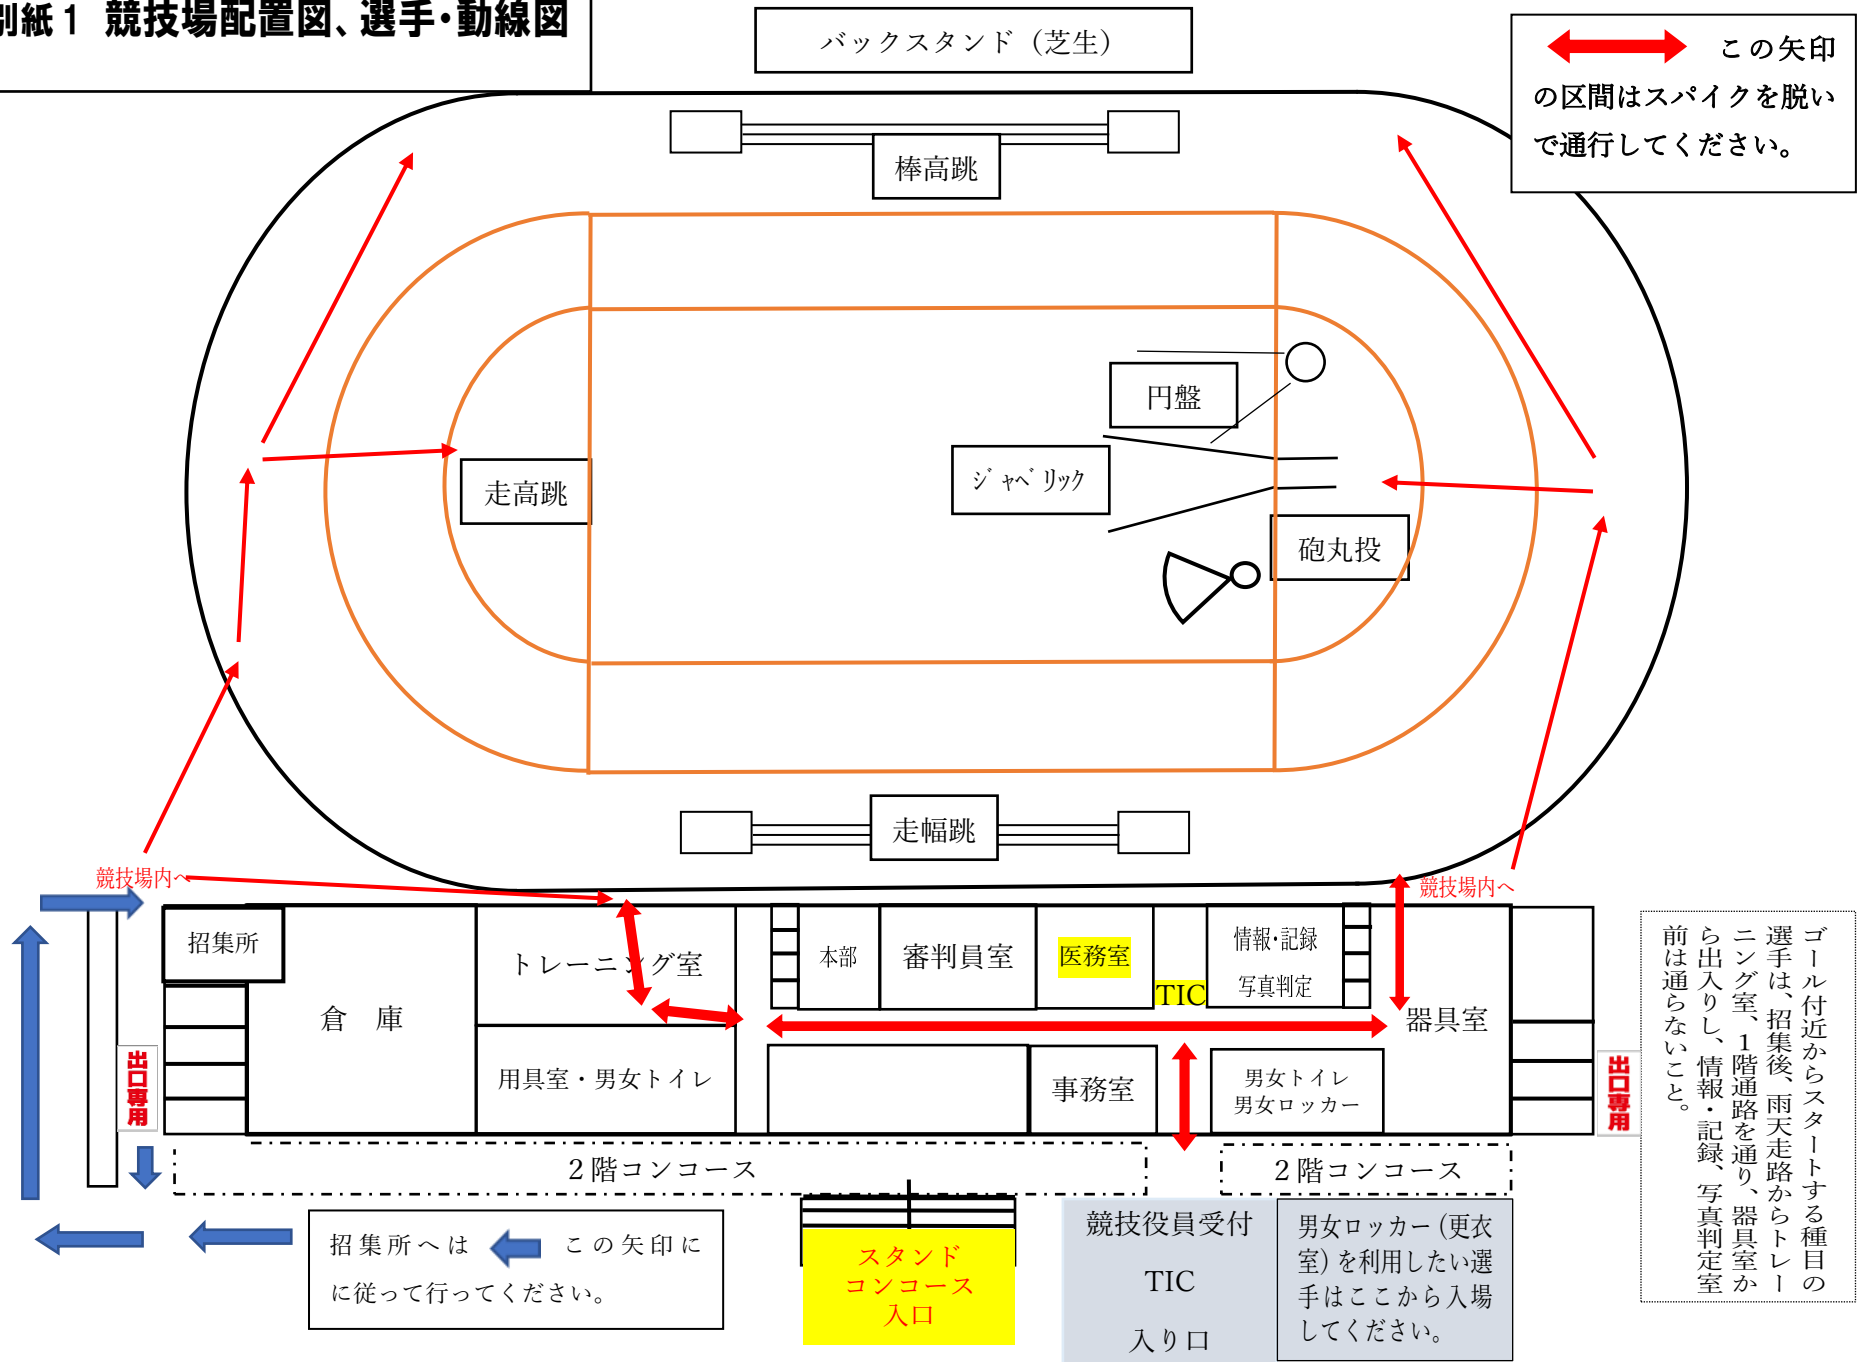 別紙１ 競技場配置図、選手・動線図
バックスタンド（芝生）
この矢印
の区間はスパイクを脱い
で通行してください。
棒高跳
円盤
ジャベリック
走高跳
砲丸投
走幅跳
競技場内へ
競技場内へ
招集所
倉　庫
トレーニング室
用具室・男女トイレ
本部
審判員室
医務室
TIC
情報・記録
写真判定
器具室
事務室
男女トイレ
男女ロッカー
出口専用
出口専用
ゴール付近からスタートする種目の
選手は、招集後、雨天走路からトレー
ニング室、1階通路を通り、器具室か
ら出入りし、情報・記録、写真判定室
前は通らないこと。
２階コンコース
２階コンコース
招集所へは この矢印に
に従って行ってください。
スタンド
コンコース
入口
競技役員受付
TIC
入り口
男女ロッカー（更衣
室）を利用したい選
手はここから入場
してください。